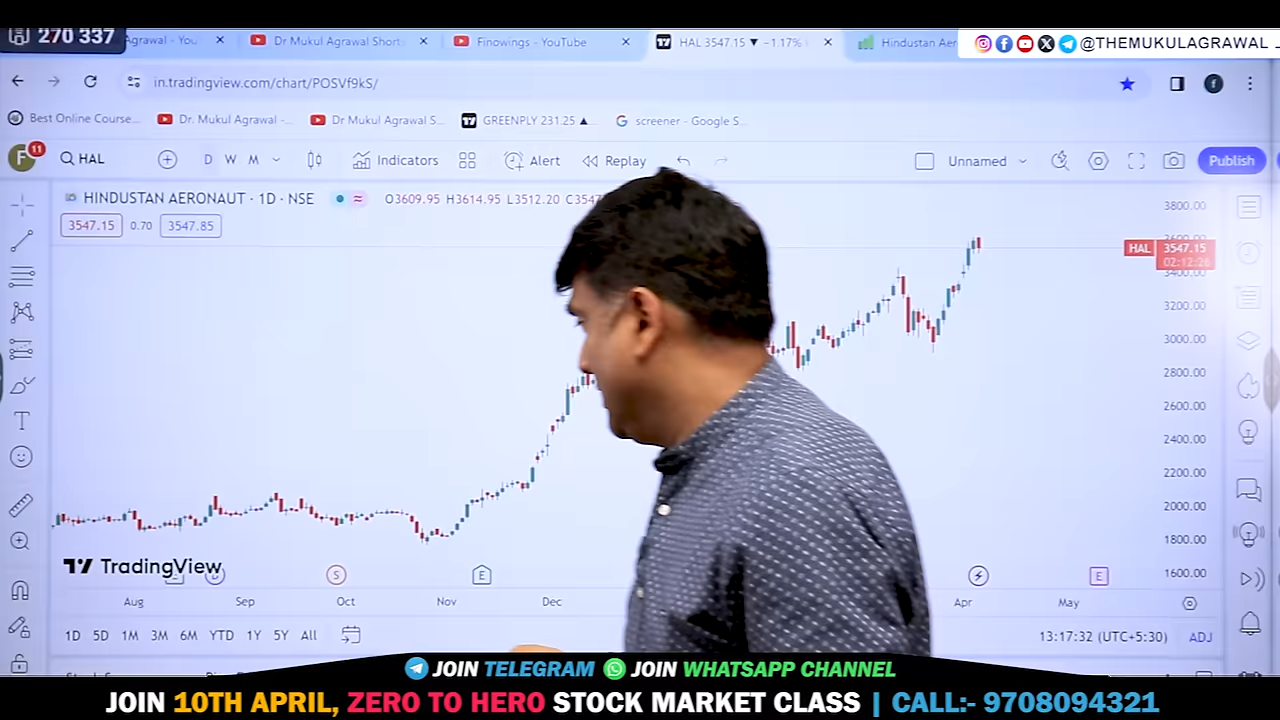 270 337
Agrawal - You
Dr Mukul Agrawal Short
Finowings - YouTube
HAL 3547.15 ▼ −1.17%
Hindustan Aer
@THEMUKULAGRAWAL
in.tradingview.com/chart/POSVf9kS/
Best Online Course...
Dr. Mukul Agrawal -...
Dr Mukul Agrawal S...
GREENPLY 231.25 ▲...
screener - Google S...
F 11
HAL
D W M
Indicators
Alert
Replay
Unnamed
Publish
HINDUSTAN AERONAUT · 1D · NSE
O3609.95 H3614.95 L3512.20 C3547
3547.15
0.70
3547.85
3800.00
HAL 3547.15
02:12:26
3400.00
3200.00
3000.00
2800.00
2600.00
2400.00
2200.00
2000.00
1800.00
1600.00
TradingView
S
E
E
Aug Sep Oct Nov Dec Apr May
1D 5D 1M 3M 6M YTD 1Y 5Y All
13:17:32 (UTC+5:30)
ADJ
JOIN TELEGRAM JOIN WHATSAPP CHANNEL
JOIN 10TH APRIL, ZERO TO HERO STOCK MARKET CLASS | CALL:- 9708094321